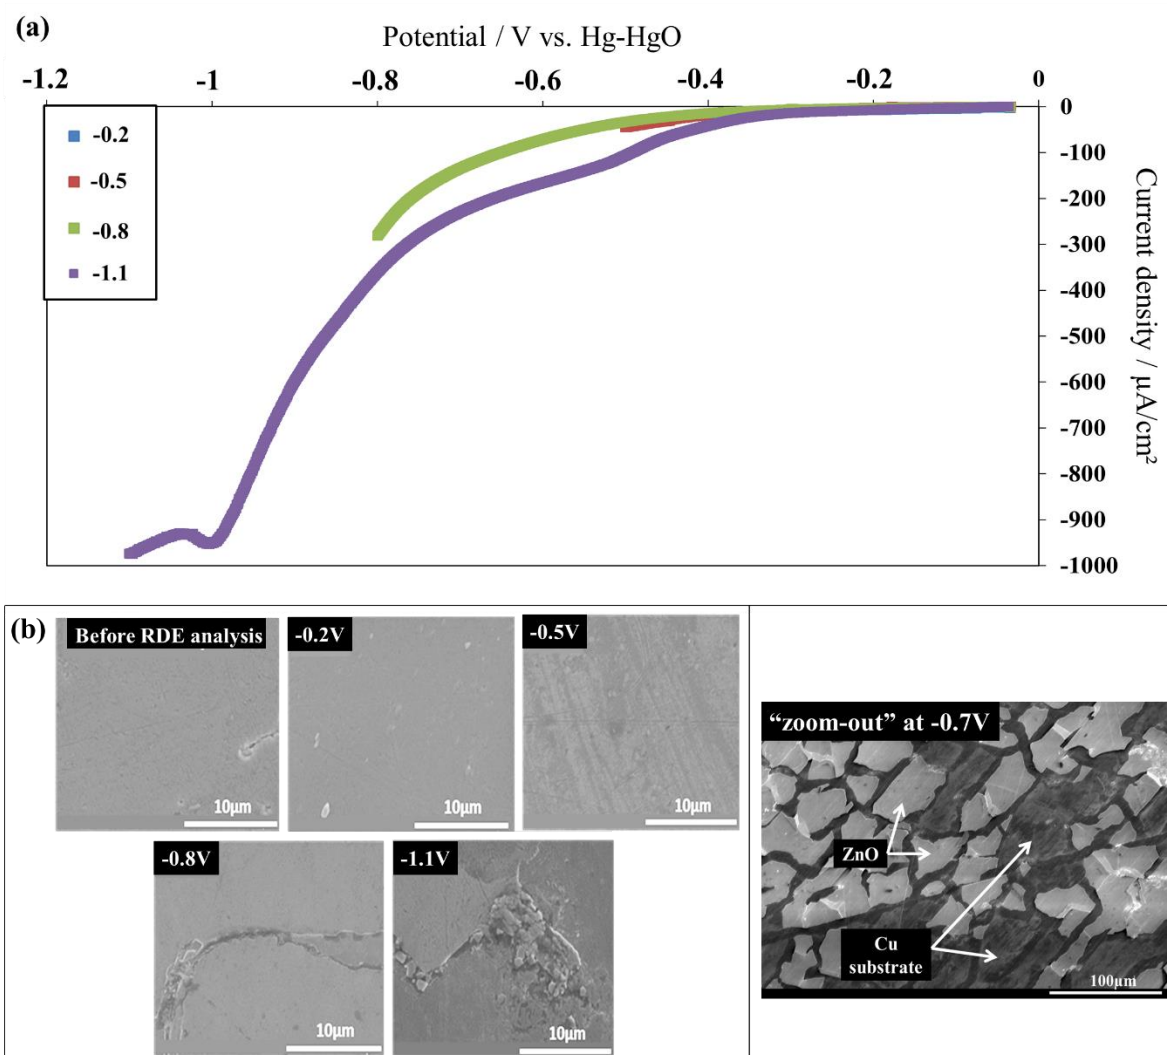 (a)
Potential / V vs. Hg-HgO
-1.2 -1 -0.8 -0.6 -0.4 -0.2 0
0
-100
-200
-300
-400
-500
-600
-700
-800
-900
-1000
Current density / µA/cm²
-0.2
-0.5
-0.8
-1.1
(b)
Before RDE analysis
10µm
-0.2V
10µm
-0.5V
10µm
-0.8V
10µm
-1.1V
10µm
“zoom-out” at -0.7V
ZnO
Cu
substrate
100µm